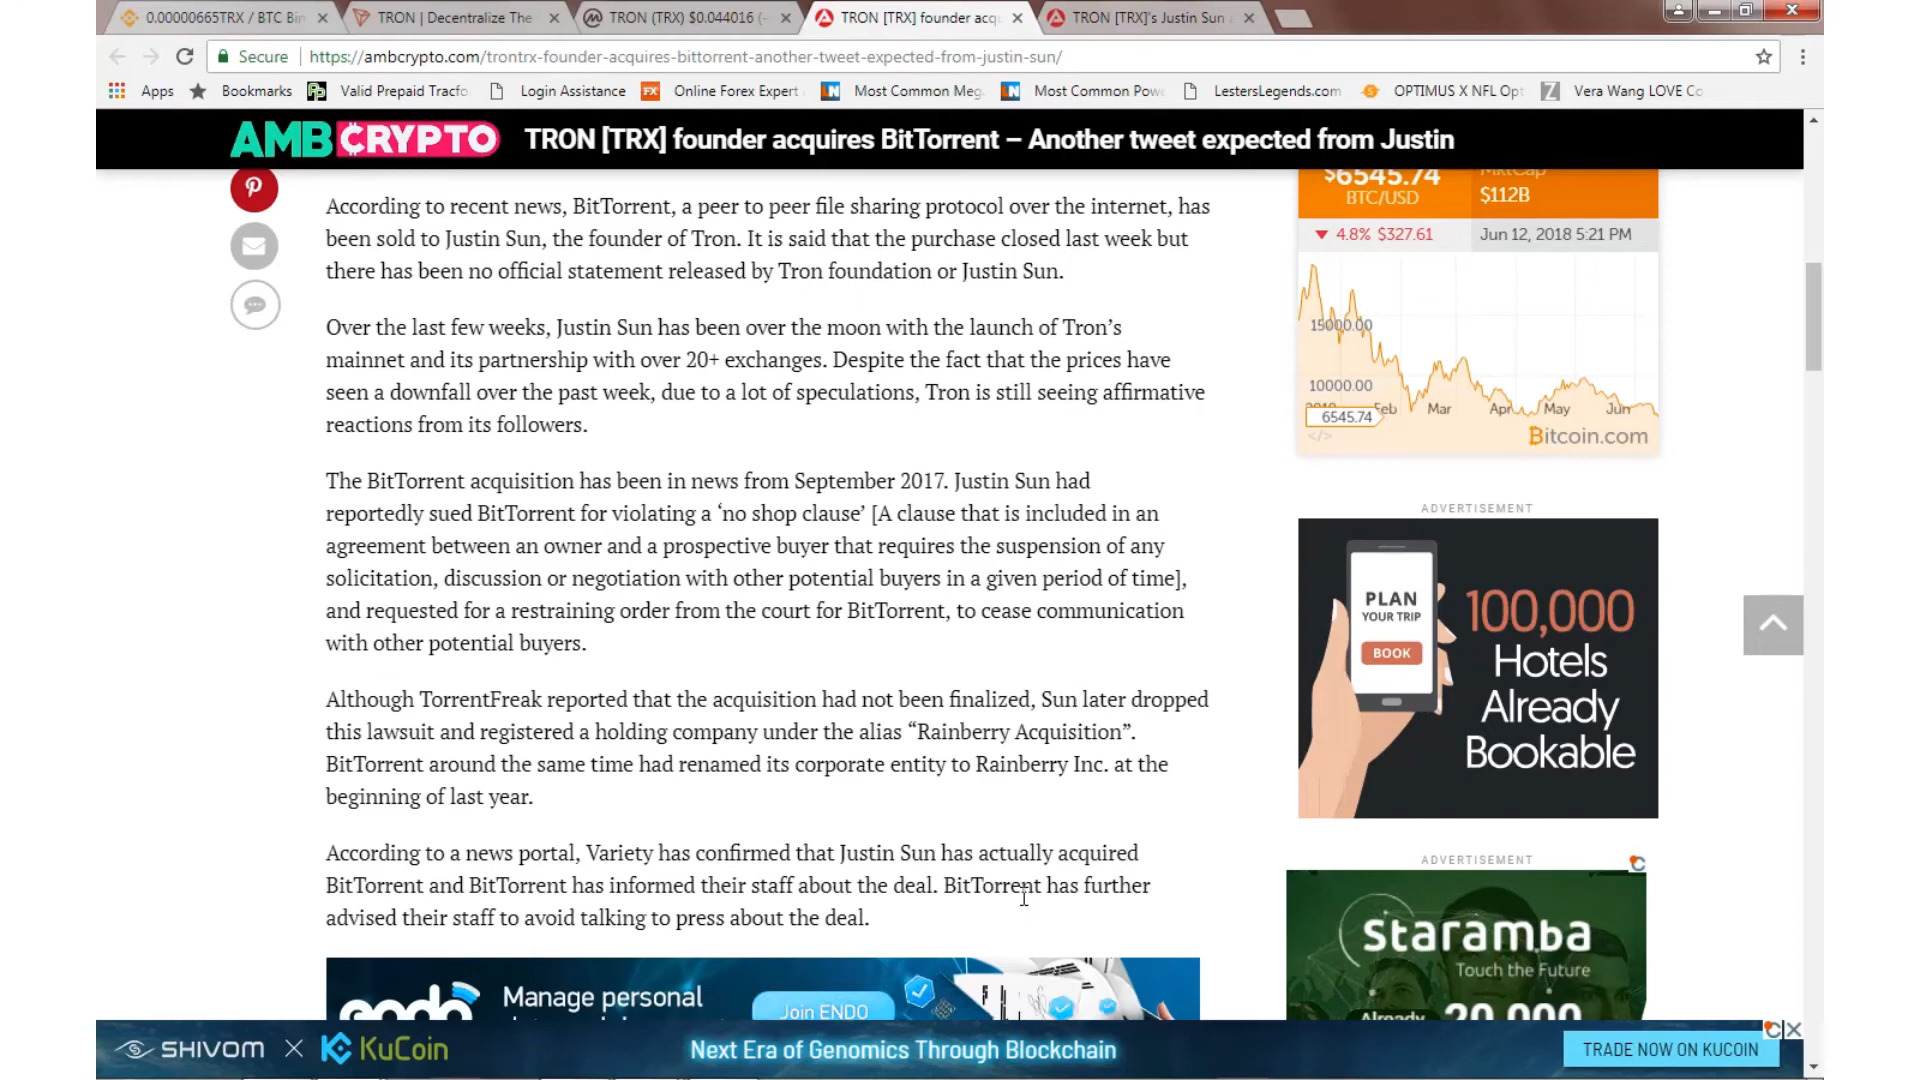 0.00000665TRX / BTC Bin
TRON | Decentralize The
TRON (TRX) $0.044016 (-
TRON [TRX] founder acqu
TRON [TRX]'s Justin Sun a
Secure
https://ambcrypto.com/trontrx-founder-acquires-bittorrent-another-tweet-expected-from-justin-sun/
Apps
Bookmarks
Valid Prepaid Tracfo
Login Assistance
FX
Online Forex Expert
LN
Most Common Meg
LN
Most Common Powe
LestersLegends.com
OPTIMUS X NFL Opt
Z
Vera Wang LOVE Co
AMBCRYPTO
TRON [TRX] founder acquires BitTorrent – Another tweet expected from Justin
According to recent news, BitTorrent, a peer to peer file sharing protocol over the internet, has
been sold to Justin Sun, the founder of Tron. It is said that the purchase closed last week but
there has been no official statement released by Tron foundation or Justin Sun.
Over the last few weeks, Justin Sun has been over the moon with the launch of Tron’s
mainnet and its partnership with over 20+ exchanges. Despite the fact that the prices have
seen a downfall over the past week, due to a lot of speculations, Tron is still seeing affirmative
reactions from its followers.
The BitTorrent acquisition has been in news from September 2017. Justin Sun had
reportedly sued BitTorrent for violating a ‘no shop clause’ [A clause that is included in an
agreement between an owner and a prospective buyer that requires the suspension of any
solicitation, discussion or negotiation with other potential buyers in a given period of time],
and requested for a restraining order from the court for BitTorrent, to cease communication
with other potential buyers.
Although TorrentFreak reported that the acquisition had not been finalized, Sun later dropped
this lawsuit and registered a holding company under the alias “Rainberry Acquisition”.
BitTorrent around the same time had renamed its corporate entity to Rainberry Inc. at the
beginning of last year.
According to a news portal, Variety has confirmed that Justin Sun has actually acquired
BitTorrent and BitTorrent has informed their staff about the deal. BitTorrent has further
advised their staff to avoid talking to press about the deal.
$6545.74
BTC/USD
MktCap
$112B
4.8% $327.61
Jun 12, 2018 5:21 PM
15000.00
10000.00
6545.74
Feb Mar Apr May Jun
</>
Bitcoin.com
ADVERTISEMENT
PLAN
YOUR TRIP
BOOK
100,000
Hotels
Already
Bookable
ADVERTISEMENT
staramba
Touch the Future
Already
20.000
endo
Manage personal
Join ENDO
SHIVOM X KuCoin
Next Era of Genomics Through Blockchain
TRADE NOW ON KUCOIN